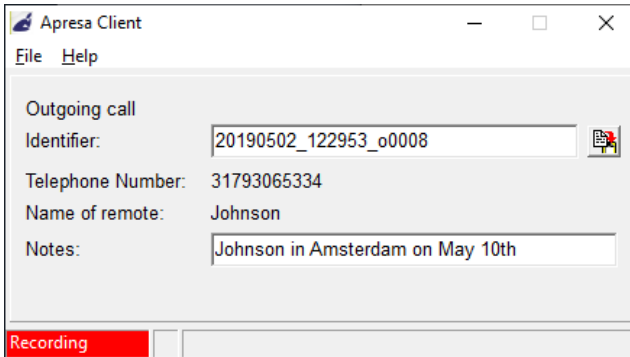 Apresa Client
File Help
Outgoing call
Identifier: 20190502_122953_o0008
Telephone Number: 31793065334
Name of remote: Johnson
Notes: Johnson in Amsterdam on May 10th
Recording